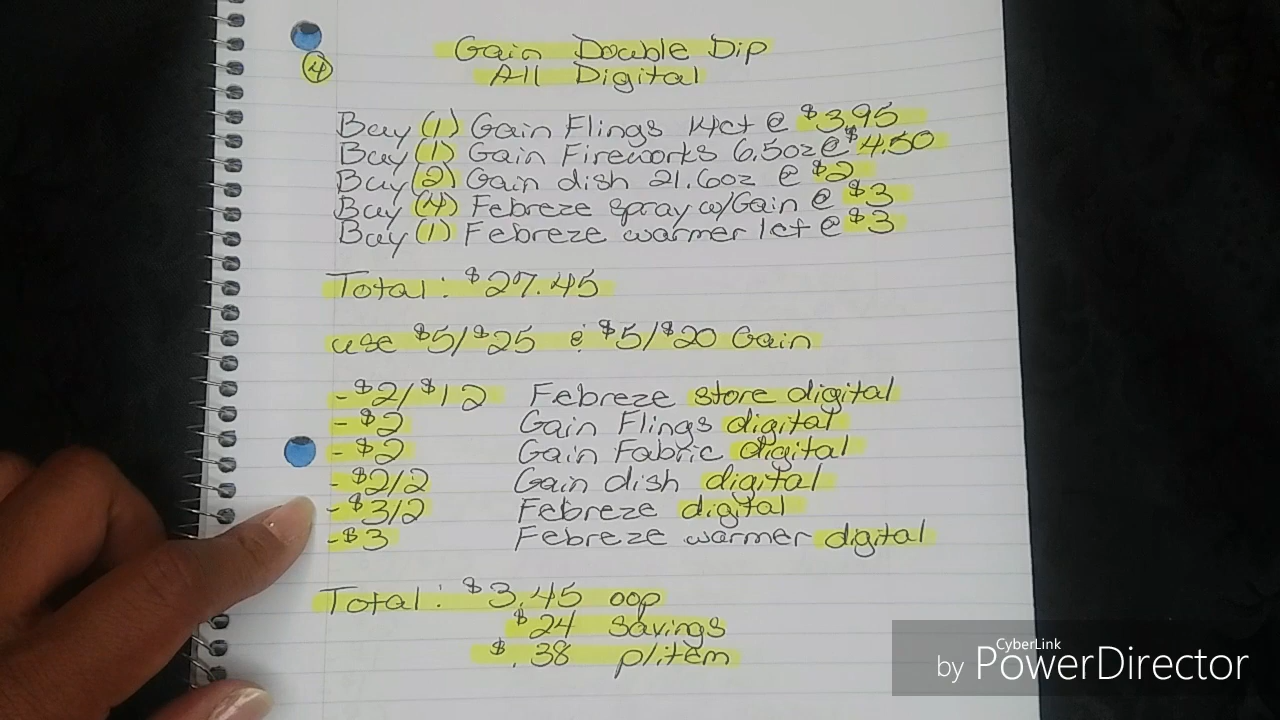 4
Gain Double Dip
All Digital
Buy (1) Gain Flings 14ct @ $3.95
Buy (1) Gain Fireworks 6.5oz @ $4.50
Buy (2) Gain dish 21.6oz @ $2
Buy (4) Febreze spray w/Gain @ $3
Buy (1) Febreze warmer 1ct @ $3
Total: $27.45
use $5/$25 & $5/$20 Gain
-$2/$12 Febreze store digital
-$2 Gain Flings digital
-$2 Gain Fabric digital
-$2/2 Gain dish digital
-$3/2 Febreze digital
-$3 Febreze warmer digital
Total: $3.45 oop
$24 savings
$.38 p/item
CyberLink
by PowerDirector